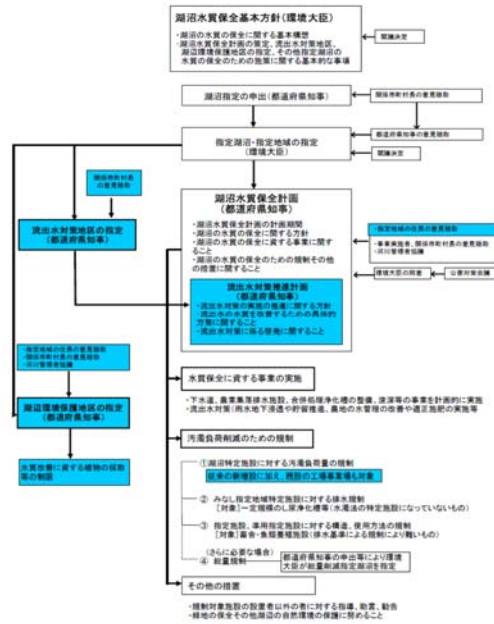 湖沼水質保全基本方針（環境大臣）
・湖沼の水質の保全に関する基本構想
・湖沼水質保全計画の策定、流出水対策地区、
湖辺環境保護地区の指定、その他指定湖沼の
水質の保全のための施策に関する基本的な事項
閣議決定
湖沼指定の申出（都道府県知事）
関係市町村長の意見聴取
指定湖沼・指定地域の指定
（環境大臣）
都道府県知事の意見聴取
閣議決定
関係市町村長
の意見聴取
流出水対策地区の指定
（都道府県知事）
湖沼水質保全計画
（都道府県知事）
・湖沼水質保全計画の計画期間
・湖沼の水質の保全に関する方針
・湖沼の水質の保全に資する事業に関す
ること
・湖沼の水質の保全のための規制その他
の措置に関すること
・指定地域の住民の意見聴取
・事業実施者、関係市町村長の意見聴取
・河川管理者協議
環境大臣の同意
公害対策会議
流出水対策推進計画
（都道府県知事）
・流出水対策の実施の推進に関する方針
・流出水の水質を改善するための具体的
方策に関すること
・流出水対策に係る啓発に関すること
・指定地域の住民の意見聴取
・関係市町村長の意見聴取
・河川管理者協議
湖辺環境保護地区の指定
（都道府県知事）
水質改善に資する植物の採取
等の制限
水質保全に資する事業の実施
・下水道、農業集落排水施設、合併処理浄化槽の整備、浚渫等の事業を計画的に実施
・流出水対策（雨水地下浸透や貯留推進、農地の水管理の改善や適正施肥の実施等
汚濁負荷削減のための規制
①湖沼特定施設に対する汚濁負荷量の規制
従来の新増設に加え、既設の工場事業場も対象
② みなし指定地域特定施設に対する排水規制
［対象］一定規模のし尿浄化槽等（水濁法の特定施設になっていないもの）
③ 指定施設、準用指定施設に対する構造、使用方法の規制
［対象］畜舎・魚類養殖施設（排水基準による規制により難いもの）
（さらに必要な場合）
④ 総量規制
都道府県知事の申出等により環境
大臣が総量削減指定湖沼を指定
その他の措置
・規制対象施設の設置者以外の者に対する指導、助言、勧告
・緑地の保全その他湖辺の自然環境の保護に努めること